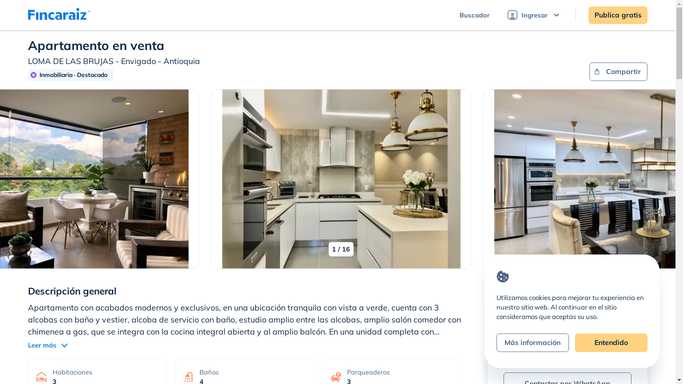 Fincaraiz
Buscador
Ingresar
Publica gratis
Apartamento en venta
LOMA DE LAS BRUJAS - Envigado - Antioquia
Inmobiliaria · Destacado
Compartir
1 / 16
Descripción general
Apartamento con acabados modernos y exclusivos, en una ubicación tranquila con vista a verde, cuenta con 3
alcobas con baño y vestier, alcoba de servicio con baño, estudio amplio entre las alcobas, amplio salón comedor con
chimenea a gas, que se integra con la cocina integral abierta y al amplio balcón. En una unidad completa con...
Leer más
Habitaciones
3
Baños
4
Parqueaderos
3
Utilizamos cookies para mejorar tu experiencia en
nuestro sitio web. Al continuar en el sitio
consideramos que aceptas su uso.
Más información
Entendido
Contactar por WhatsApp